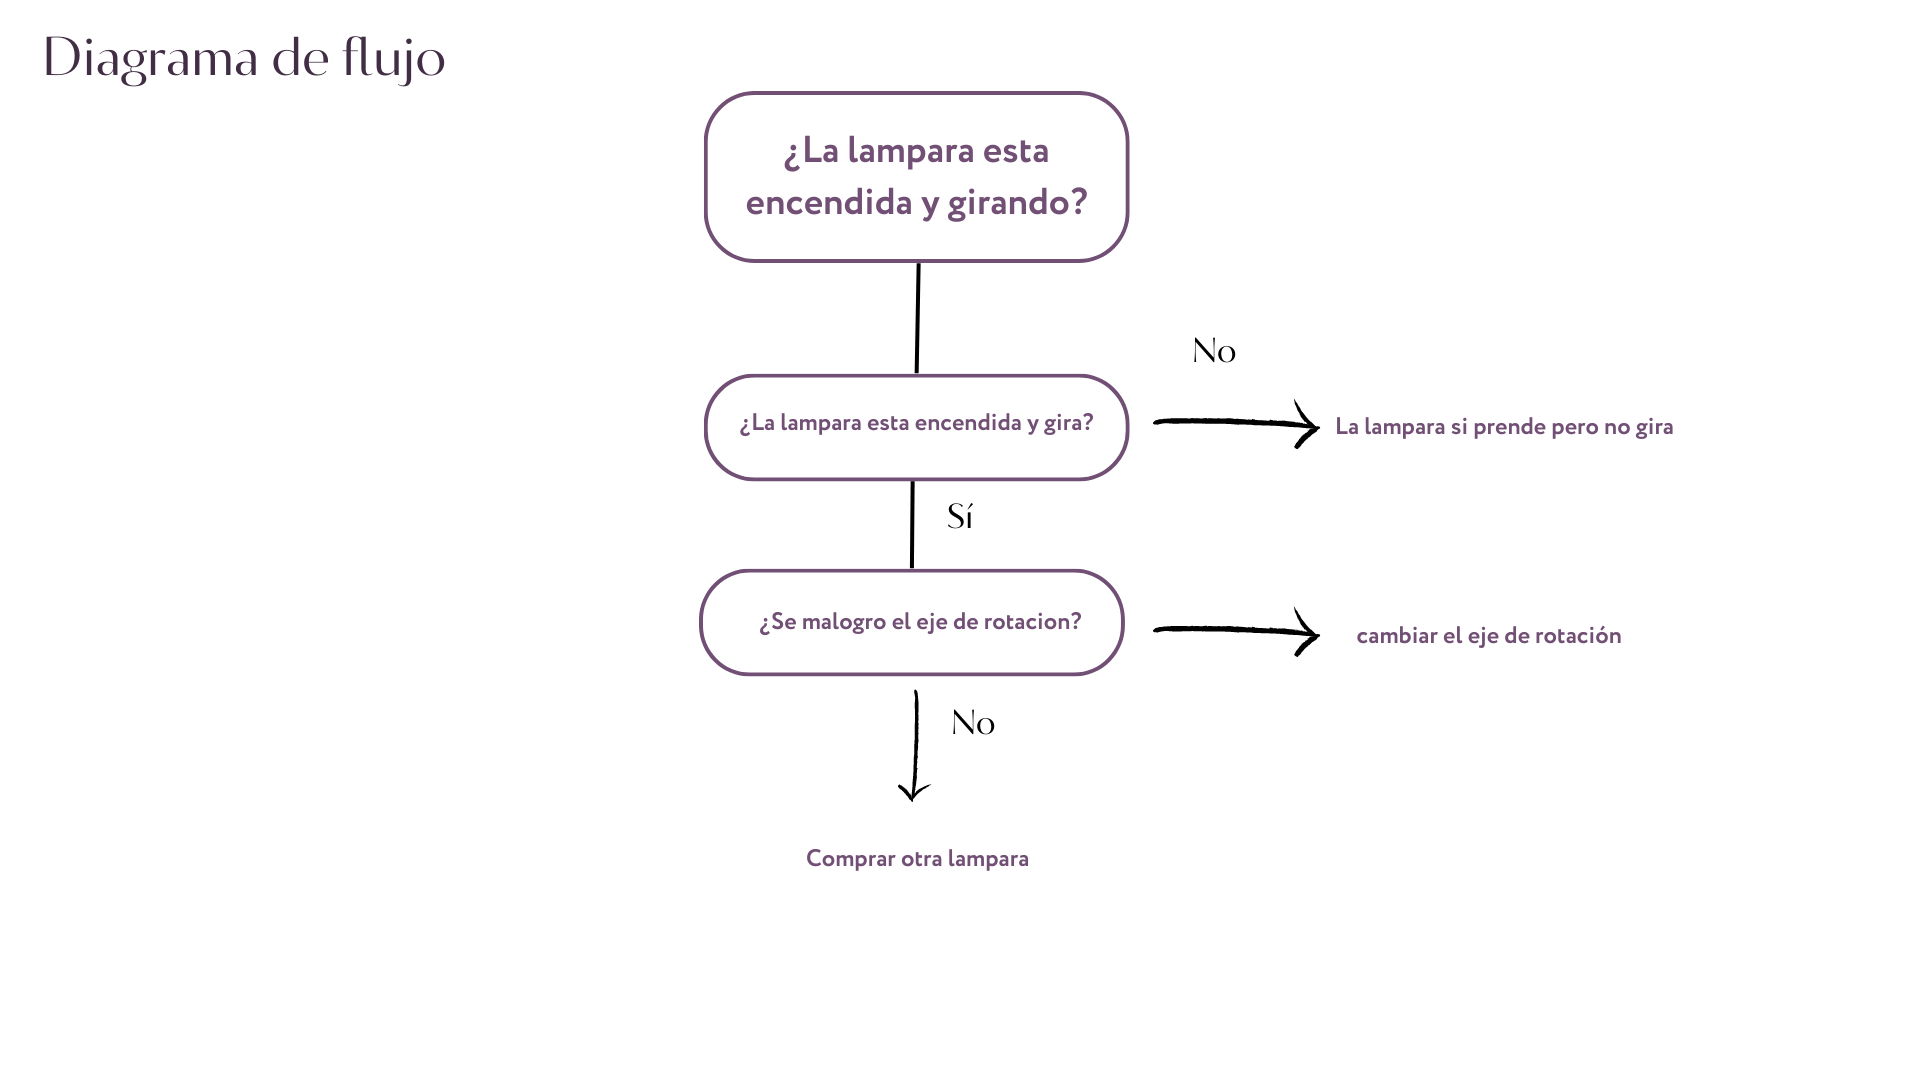 Diagrama de flujo
¿La lampara esta
encendida y girando?
No
¿La lampara esta encendida y gira?
La lampara si prende pero no gira
Sí
¿Se malogro el eje de rotacion?
cambiar el eje de rotación
No
Comprar otra lampara